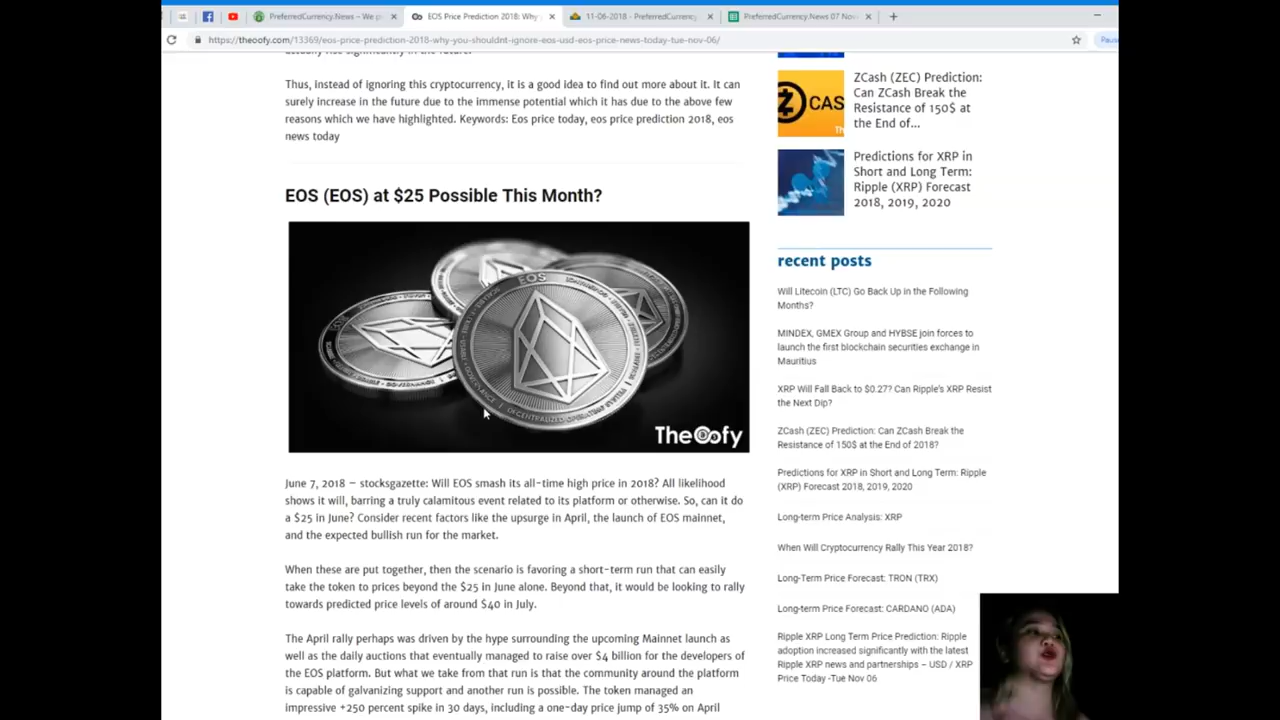 PreferredCurrency.News – We p
EOS Price Prediction 2018: Why
11-06-2018 - PreferredCurrency
PreferredCurrency.News 07 Nov
https://theoofy.com/13369/eos-price-prediction-2018-why-you-shouldnt-ignore-eos-usd-eos-price-news-today-tue-nov-06/
Paus
Thus, instead of ignoring this cryptocurrency, it is a good idea to find out more about it. It can
surely increase in the future due to the immense potential which it has due to the above few
reasons which we have highlighted. Keywords: Eos price today, eos price prediction 2018, eos
news today
EOS (EOS) at $25 Possible This Month?
EOS
DECENTRALIZED OPERATING
TheOofy
June 7, 2018 – stocksgazette: Will EOS smash its all-time high price in 2018? All likelihood
shows it will, barring a truly calamitous event related to its platform or otherwise. So, can it do
a $25 in June? Consider recent factors like the upsurge in April, the launch of EOS mainnet,
and the expected bullish run for the market.
When these are put together, then the scenario is favoring a short-term run that can easily
take the token to prices beyond the $25 in June alone. Beyond that, it would be looking to rally
towards predicted price levels of around $40 in July.
The April rally perhaps was driven by the hype surrounding the upcoming Mainnet launch as
well as the daily auctions that eventually managed to raise over $4 billion for the developers of
the EOS platform. But what we take from that run is that the community around the platform
is capable of galvanizing support and another run is possible. The token managed an
impressive +250 percent spike in 30 days, including a one-day price jump of 35% on April
CAS
ZCash (ZEC) Prediction:
Can ZCash Break the
Resistance of 150$ at
the End of...
Predictions for XRP in
Short and Long Term:
Ripple (XRP) Forecast
2018, 2019, 2020
recent posts
Will Litecoin (LTC) Go Back Up in the Following
Months?
MINDEX, GMEX Group and HYBSE join forces to
launch the first blockchain securities exchange in
Mauritius
XRP Will Fall Back to $0.27? Can Ripple's XRP Resist
the Next Dip?
ZCash (ZEC) Prediction: Can ZCash Break the
Resistance of 150$ at the End of 2018?
Predictions for XRP in Short and Long Term: Ripple
(XRP) Forecast 2018, 2019, 2020
Long-term Price Analysis: XRP
When Will Cryptocurrency Rally This Year 2018?
Long-Term Price Forecast: TRON (TRX)
Long-term Price Forecast: CARDANO (ADA)
Ripple XRP Long Term Price Prediction: Ripple
adoption increased significantly with the latest
Ripple XRP news and partnerships – USD / XRP
Price Today -Tue Nov 06